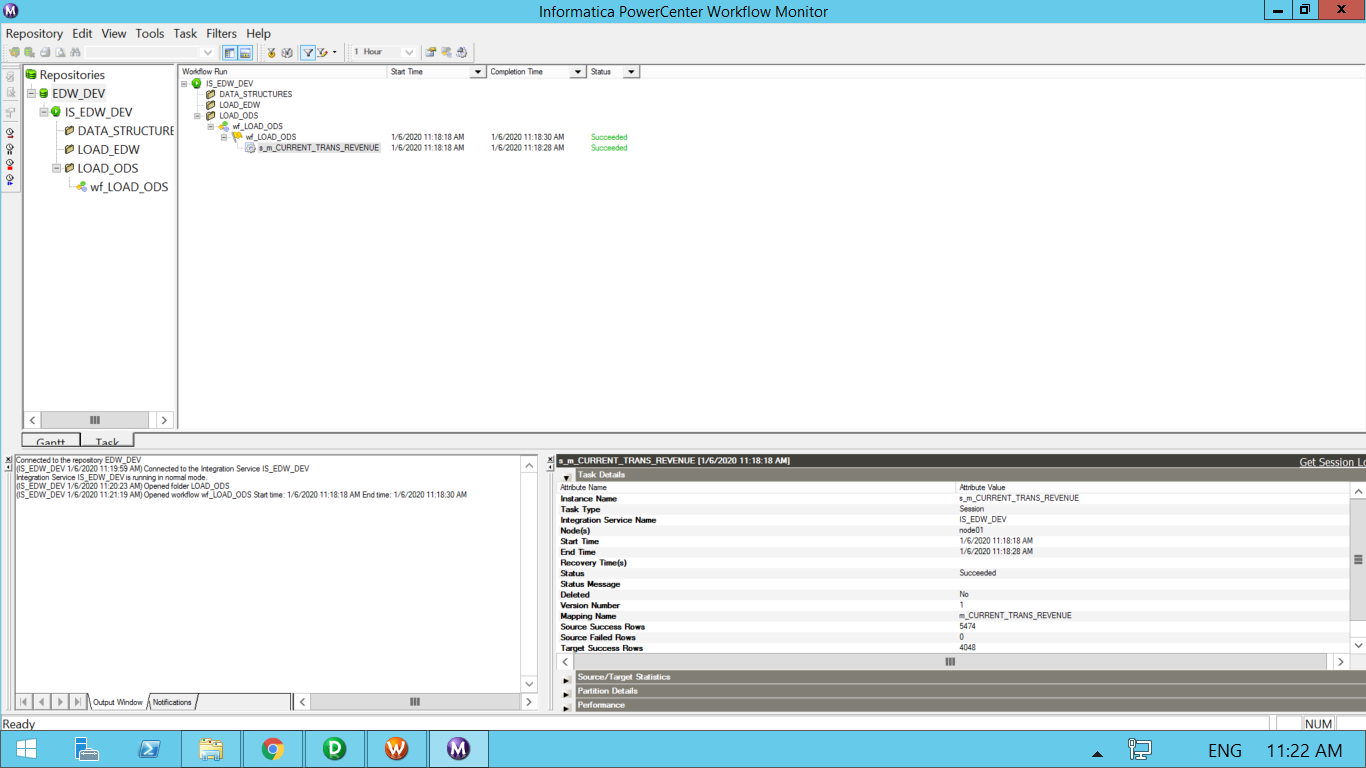 Informatica PowerCenter Workflow Monitor
Repository Edit View Tools Task Filters Help
1 Hour
Repositories
EDW_DEV
IS_EDW_DEV
DATA_STRUCTURE
LOAD_EDW
LOAD_ODS
wf_LOAD_ODS
Workflow Run Start Time Completion Time Status
IS_EDW_DEV
DATA_STRUCTURES
LOAD_EDW
LOAD_ODS
wf_LOAD_ODS
wf_LOAD_ODS 1/6/2020 11:18:18 AM 1/6/2020 11:18:30 AM Succeeded
s_m_CURRENT_TRANS_REVENUE 1/6/2020 11:18:18 AM 1/6/2020 11:18:28 AM Succeeded
Gantt Task
Connected to the repository EDW_DEV
(IS_EDW_DEV 1/6/2020 11:19:59 AM) Connected to the Integration Service IS_EDW_DEV
Integration Service IS_EDW_DEV is running in normal mode.
(IS_EDW_DEV 1/6/2020 11:20:23 AM) Opened folder LOAD_ODS
(IS_EDW_DEV 1/6/2020 11:21:19 AM) Opened workflow wf_LOAD_ODS Start time: 1/6/2020 11:18:18 AM End time: 1/6/2020 11:18:30 AM
Output Window Notifications
s_m_CURRENT_TRANS_REVENUE [1/6/2020 11:18:18 AM] Get Session Lo
Task Details
Attribute Name Attribute Value
Instance Name s_m_CURRENT_TRANS_REVENUE
Task Type Session
Integration Service Name IS_EDW_DEV
Node(s) node01
Start Time 1/6/2020 11:18:18 AM
End Time 1/6/2020 11:18:28 AM
Recovery Time(s)
Status Succeeded
Status Message
Deleted No
Version Number 1
Mapping Name m_CURRENT_TRANS_REVENUE
Source Success Rows 5474
Source Failed Rows 0
Target Success Rows 4048
Source/Target Statistics
Partition Details
Performance
Ready NUM
D W M ENG 11:22 AM